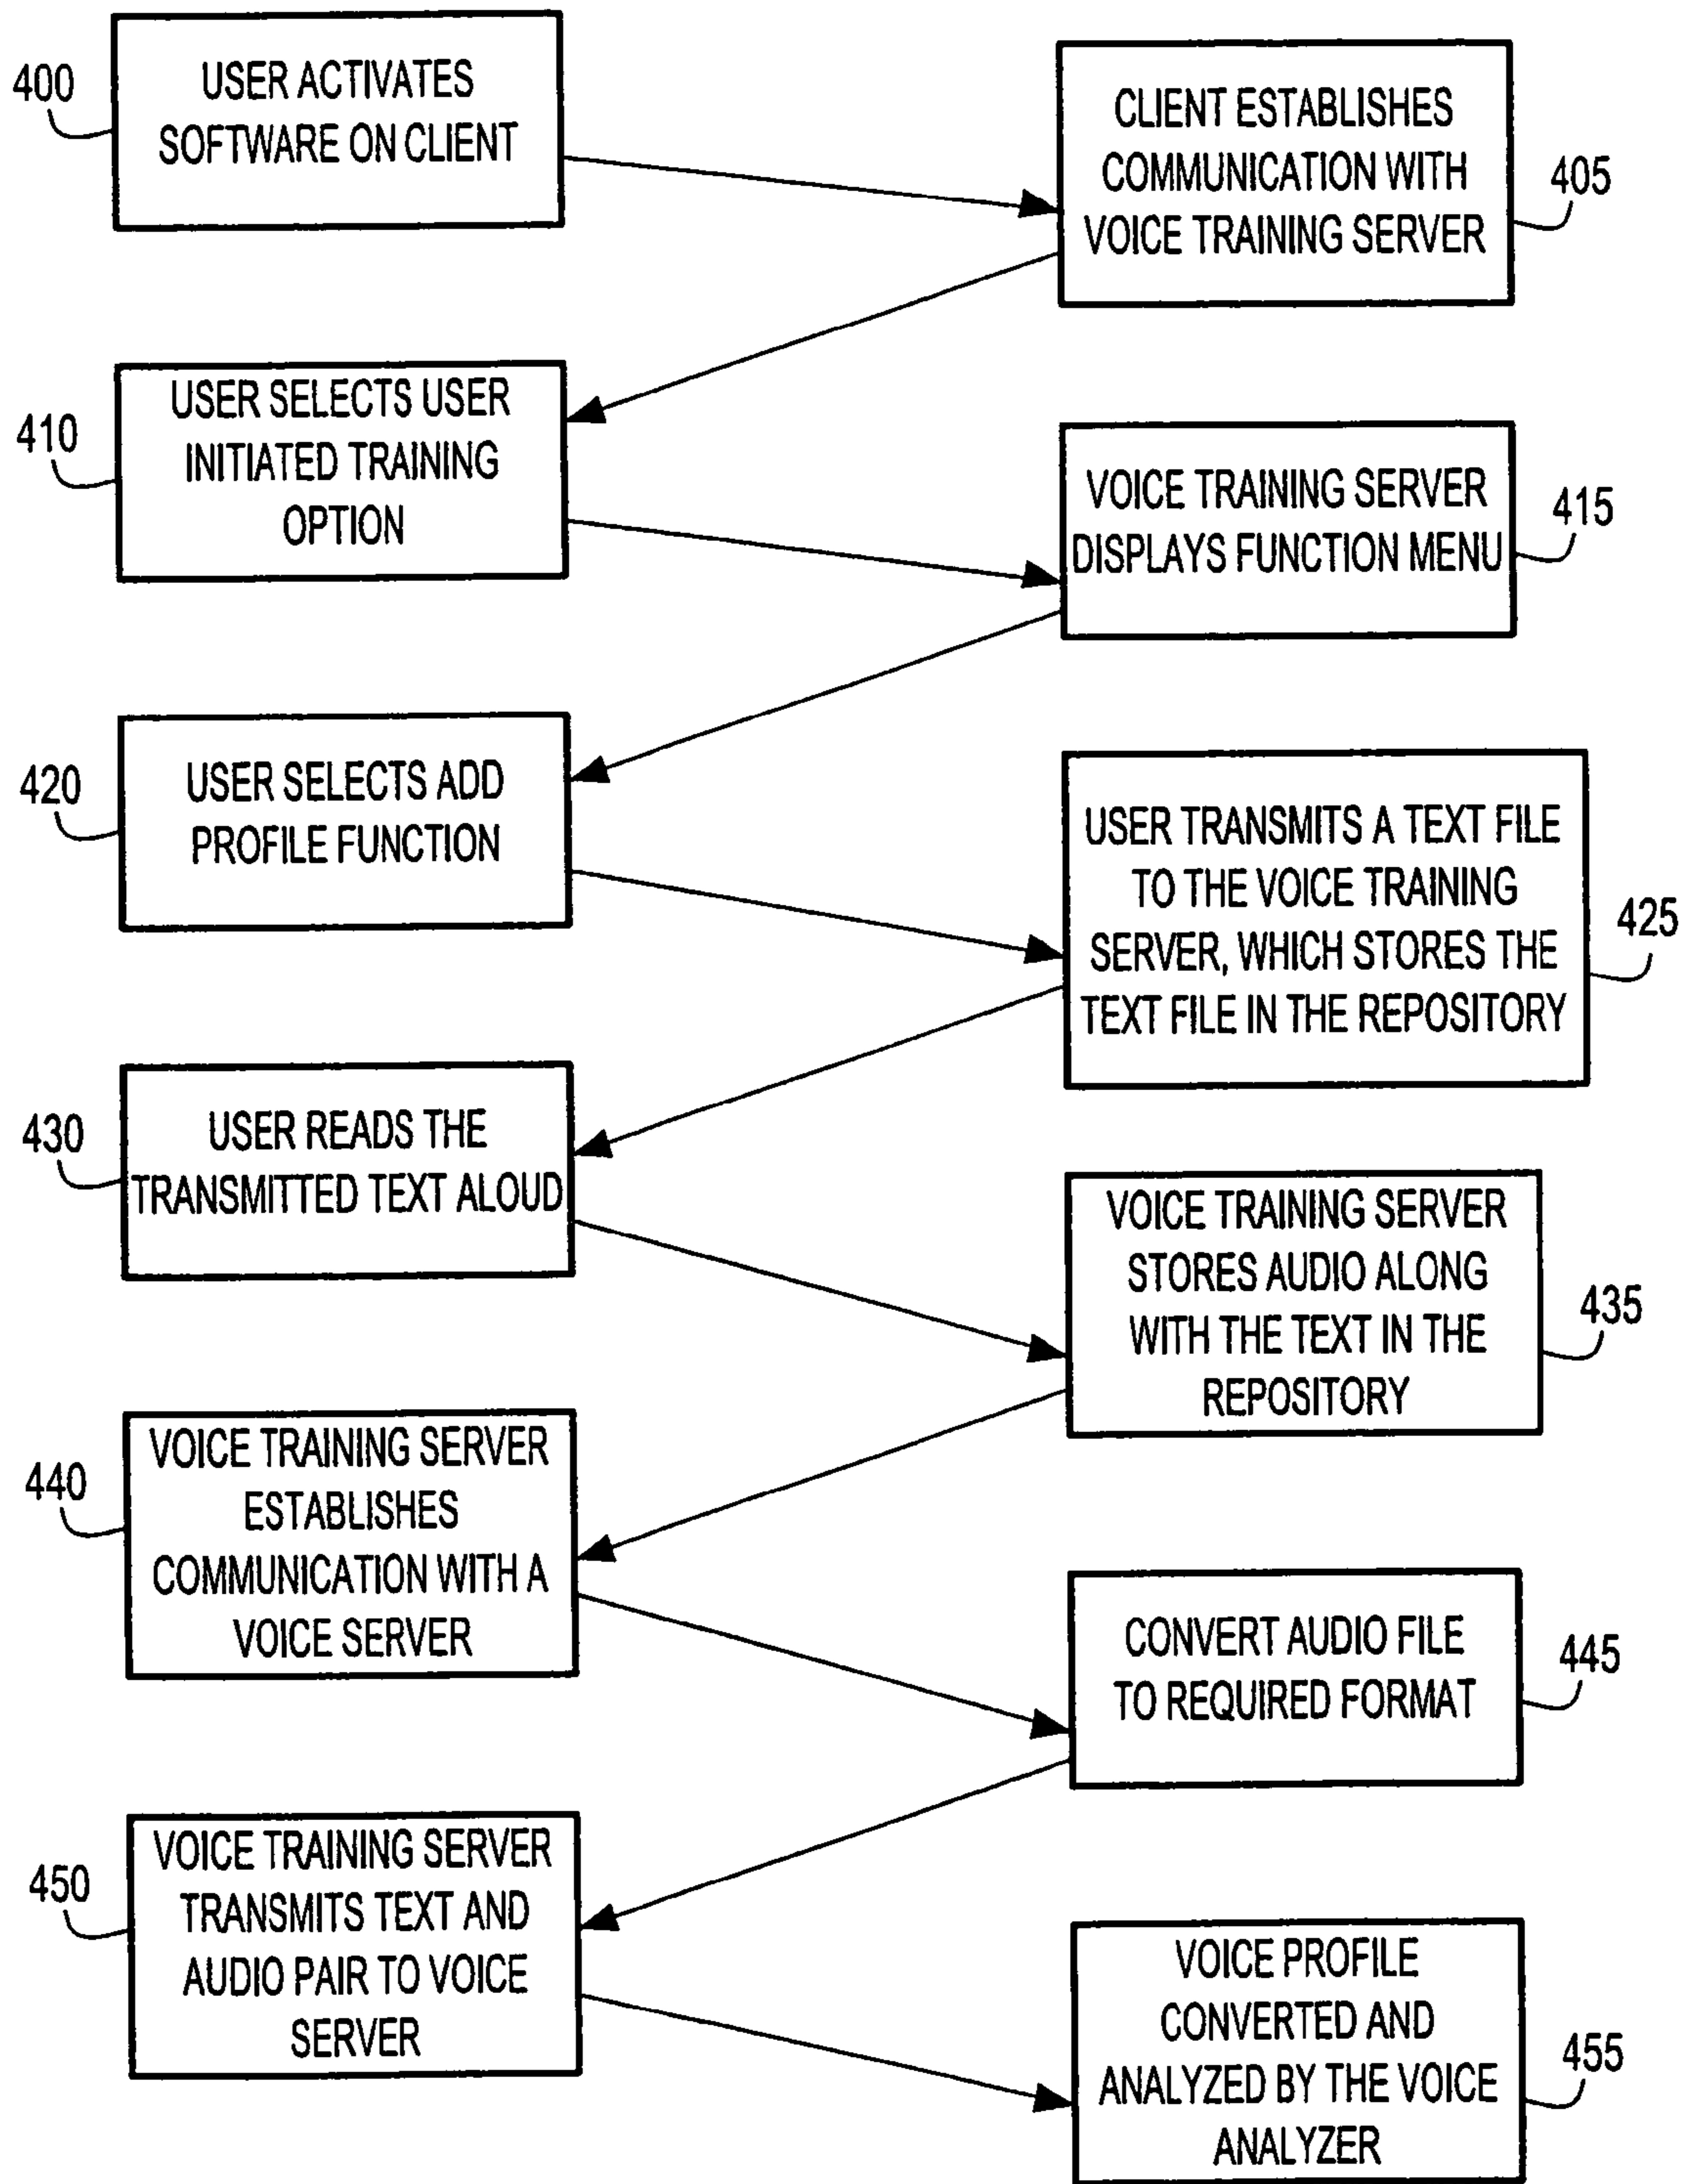 400
USER ACTIVATES
SOFTWARE ON CLIENT
CLIENT ESTABLISHES
COMMUNICATION WITH
VOICE TRAINING SERVER
405
410
USER SELECTS USER
INITIATED TRAINING
OPTION
VOICE TRAINING SERVER
DISPLAYS FUNCTION MENU
415
420
USER SELECTS ADD
PROFILE FUNCTION
USER TRANSMITS A TEXT FILE
TO THE VOICE TRAINING
SERVER, WHICH STORES THE
TEXT FILE IN THE REPOSITORY
425
430
USER READS THE
TRANSMITTED TEXT ALOUD
VOICE TRAINING SERVER
STORES AUDIO ALONG
WITH THE TEXT IN THE
REPOSITORY
435
440
VOICE TRAINING SERVER
ESTABLISHES
COMMUNICATION WITH A
VOICE SERVER
CONVERT AUDIO FILE
TO REQUIRED FORMAT
445
450
VOICE TRAINING SERVER
TRANSMITS TEXT AND
AUDIO PAIR TO VOICE
SERVER
VOICE PROFILE
CONVERTED AND
ANALYZED BY THE VOICE
ANALYZER
455